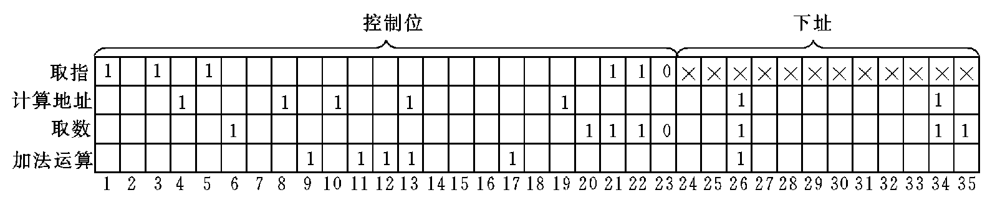 控制位 下址
取指 1 1 1 1 1 0 × × × × × × × × × × × ×
计算地址 1 1 1 1 1 1 1
取数 1 1 1 1 0 1 1 1
加法运算 1 1 1 1 1 1
1 2 3 4 5 6 7 8 9 10 11 12 13 14 15 16 17 18 19 20 21 22 23 24 25 26 27 28 29 30 31 32 33 34 35